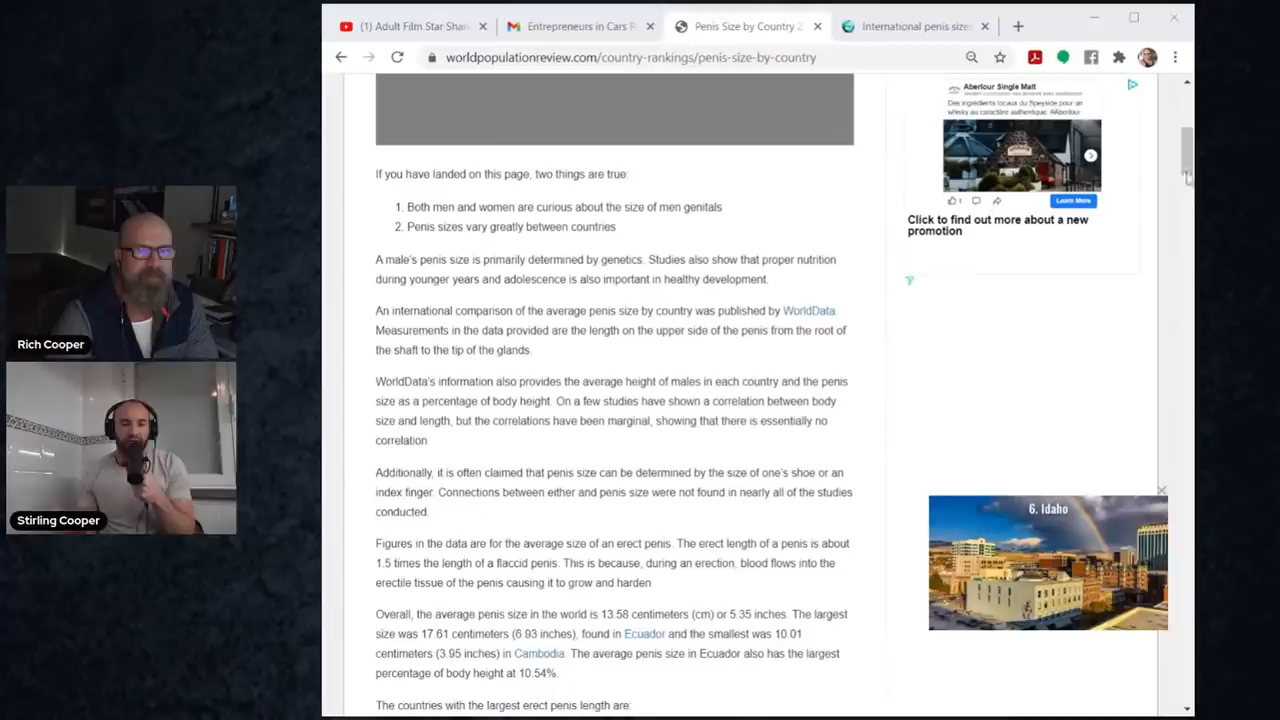 (1) Adult Film Star Shar
Entrepreneurs in Cars P
Penis Size by Country 2
International penis sizes
worldpopulationreview.com/country-rankings/penis-size-by-country
Aberlour Single Malt
Des ingrédients locaux du Speyside pour un
whisky au caractère authentique. #Aberlour
1
Learn More
Click to find out more about a new
promotion
If you have landed on this page, two things are true:
1. Both men and women are curious about the size of men genitals
2. Penis sizes vary greatly between countries
A male's penis size is primarily determined by genetics. Studies also show that proper nutrition
during younger years and adolescence is also important in healthy development.
An international comparison of the average penis size by country was published by WorldData.
Measurements in the data provided are the length on the upper side of the penis from the root of
the shaft to the tip of the glands.
WorldData's information also provides the average height of males in each country and the penis
size as a percentage of body height. On a few studies have shown a correlation between body
size and length, but the correlations have been marginal, showing that there is essentially no
correlation
Additionally, it is often claimed that penis size can be determined by the size of one's shoe or an
index finger. Connections between either and penis size were not found in nearly all of the studies
conducted.
Figures in the data are for the average size of an erect penis. The erect length of a penis is about
1.5 times the length of a flaccid penis. This is because, during an erection, blood flows into the
erectile tissue of the penis causing it to grow and harden
Overall, the average penis size in the world is 13.58 centimeters (cm) or 5.35 inches. The largest
size was 17.61 centimeters (6.93 inches), found in Ecuador and the smallest was 10.01
centimeters (3.95 inches) in Cambodia. The average penis size in Ecuador also has the largest
percentage of body height at 10.54%.
The countries with the largest erect penis length are:
6. Idaho
Rich Cooper
Stirling Cooper